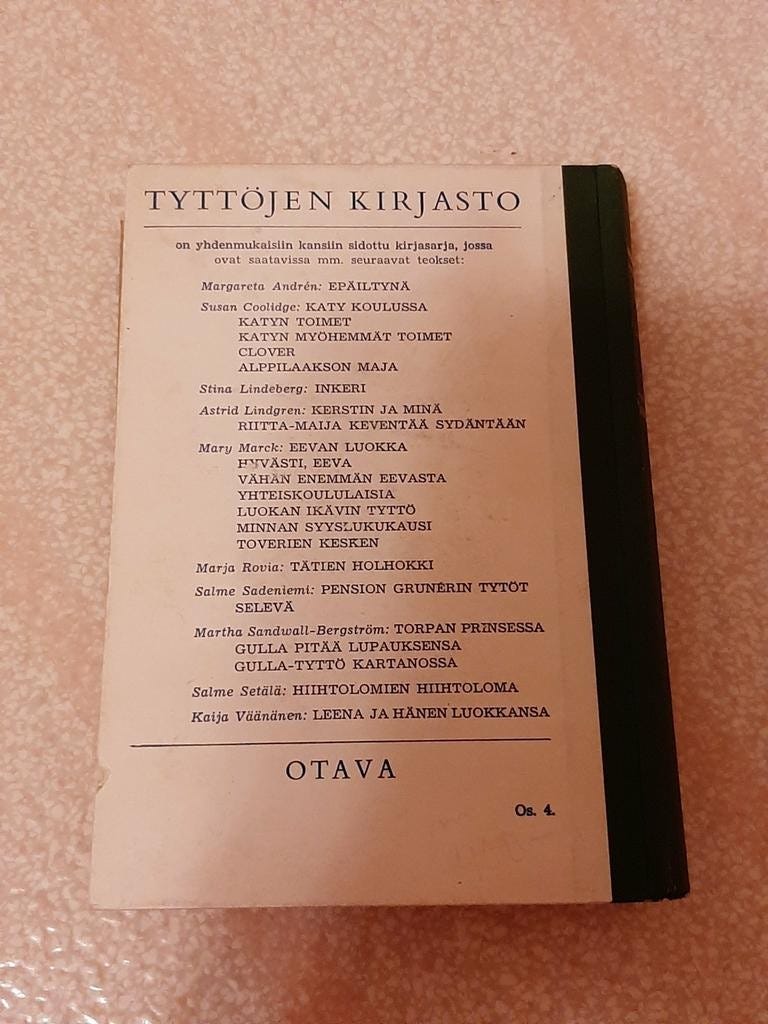 TYTTÖJEN KIRJASTO
on yhdenmukaisiin kansiin sidottu kirjasarja, jossa
ovat saatavissa mm. seuraavat teokset:
Margareta Andrén: EPÄILTYNÄ
Susan Coolidge: KATY KOULUSSA
KATYN TOIMET
KATYN MYÖHEMMÄT TOIMET
CLOVER
ALPPILAAKSON MAJA
Stina Lindeberg: INKERI
Astrid Lindgren: KERSTIN JA MINÄ
RIITTA-MAIJA KEVENTÄÄ SYDÄNTÄÄN
Mary Marck: EEVAN LUOKKA
HYVÄSTI, EEVA
VÄHÄN ENEMMÄN EEVASTA
YHTEISKOULULAISIA
LUOKAN IKÄVIN TYTTÖ
MINNAN SYYSLUKUKAUSI
TOVERIEN KESKEN
Marja Rovia: TÄTIEN HOLHOKKI
Salme Sadeniemi: PENSION GRUNÉRIN TYTÖT
SELEVÄ
Martha Sandwall-Bergström: TORPAN PRINSESSA
GULLA PITÄÄ LUPAUKSENSA
GULLA-TYTTÖ KARTANOSSA
Salme Setälä: HIIHTOLOMIEN HIIHTOLOMA
Kaija Väänänen: LEENA JA HÄNEN LUOKKANSA
OTAVA
Os. 4.